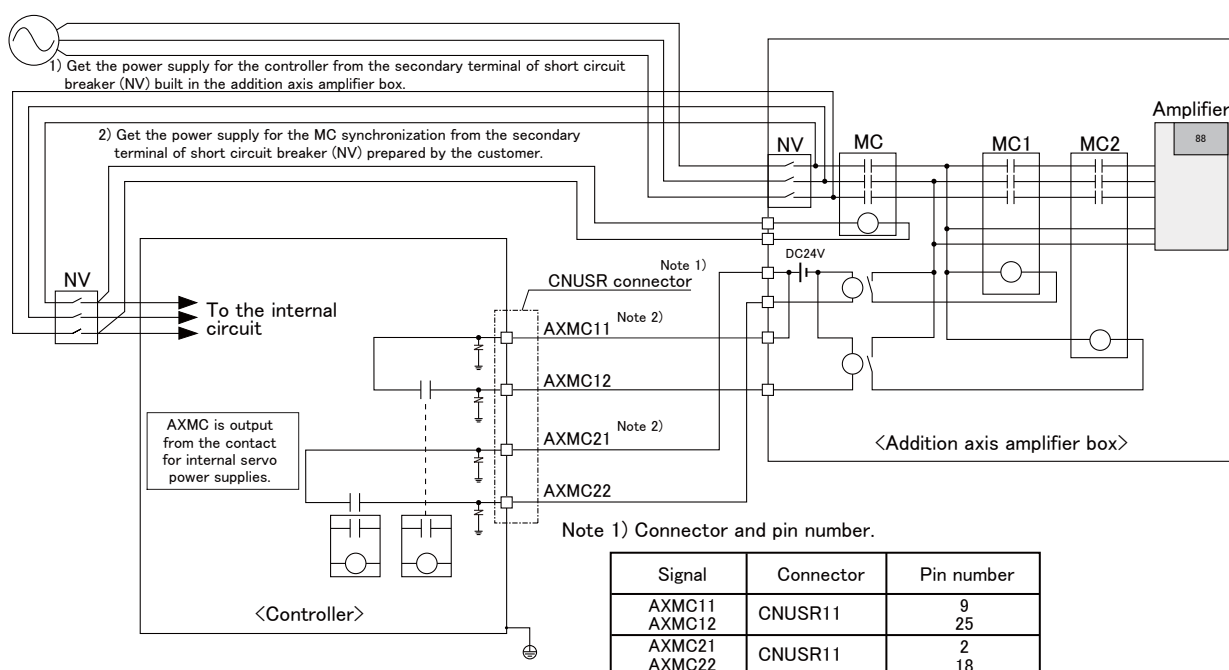 1) Get the power supply for the controller from the secondary terminal of short circuit
breaker (NV) built in the addition axis amplifier box.
2) Get the power supply for the MC synchronization from the secondary
terminal of short circuit breaker (NV) prepared by the customer.
Amplifier
88
NV
MC
MC1
MC2
DC24V
NV
To the internal
circuit
Note 1)
CNUSR connector
AXMC11 Note 2)
AXMC12
AXMC21 Note 2)
AXMC22
AXMC is output
from the contact
for internal servo
power supplies.
<Addition axis amplifier box>
<Controller>
Note 1) Connector and pin number.
Signal Connector Pin number
AXMC11 CNUSR11 9
AXMC12 25
AXMC21 CNUSR11 2
AXMC22 18